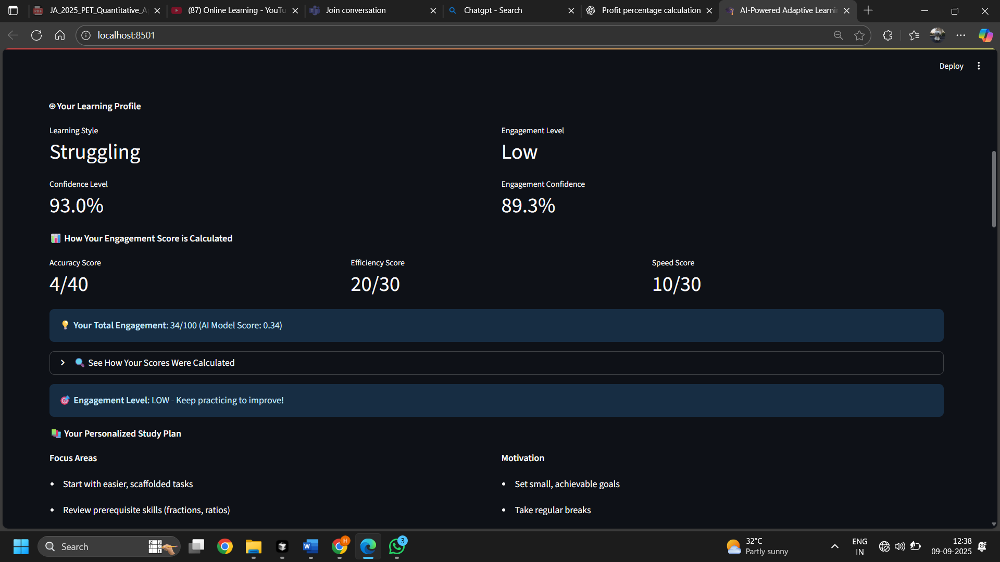 JA_2025_PET_Quantitative_A
(87) Online Learning - YouTu
Join conversation
Chatgpt - Search
Profit percentage calculation
AI-Powered Adaptive Learni
localhost:8501
Deploy
Your Learning Profile
Learning Style
Engagement Level
Struggling
Low
Confidence Level
Engagement Confidence
93.0%
89.3%
How Your Engagement Score is Calculated
Accuracy Score
Efficiency Score
Speed Score
4/40
20/30
10/30
Your Total Engagement: 34/100 (AI Model Score: 0.34)
See How Your Scores Were Calculated
Engagement Level: LOW - Keep practicing to improve!
Your Personalized Study Plan
Focus Areas
Motivation
• Start with easier, scaffolded tasks
• Set small, achievable goals
• Review prerequisite skills (fractions, ratios)
• Take regular breaks
Search
H
3
32°C
Partly sunny
ENG
IN
12:38
09-09-2025